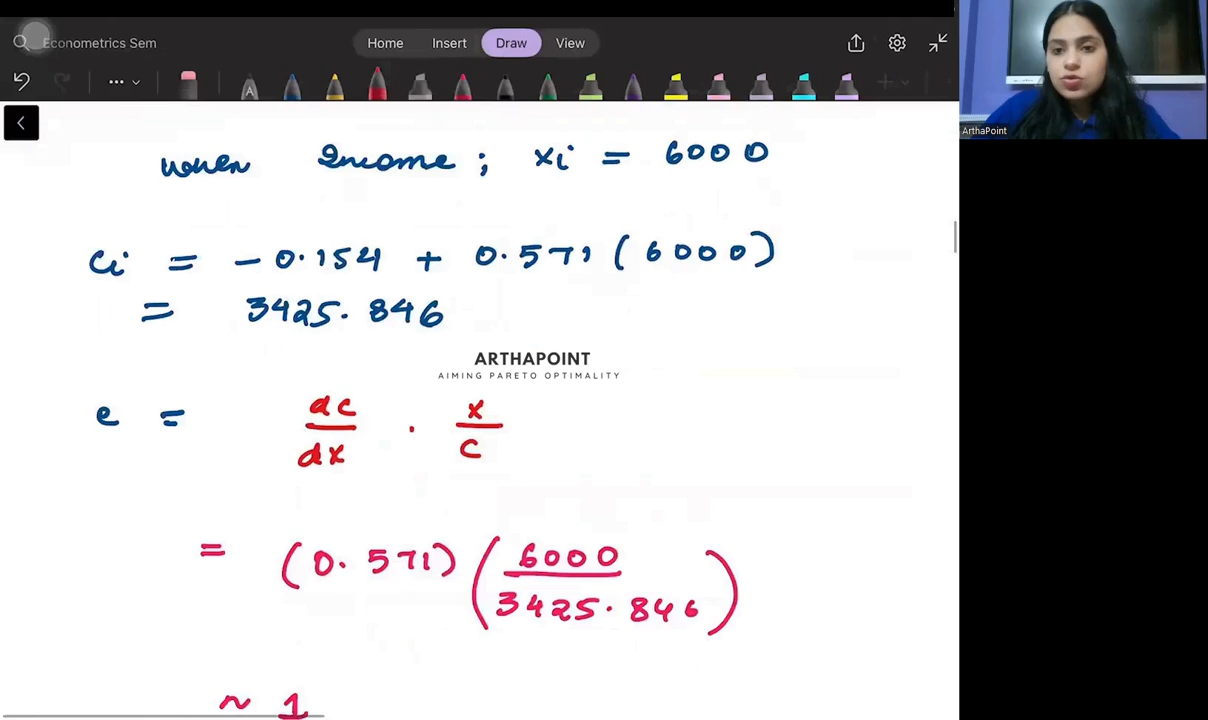 Econometrics Sem
Home Insert Draw View
when Income ; xi = 6000
Ci = - 0.154 + 0.571 ( 6000 )
= 3425.846
ARTHAPOINT
AIMING PARETO OPTIMALITY
e = dc/dx . x/c
= (0.571) (6000/3425.846)
~ 1
ArthaPoint